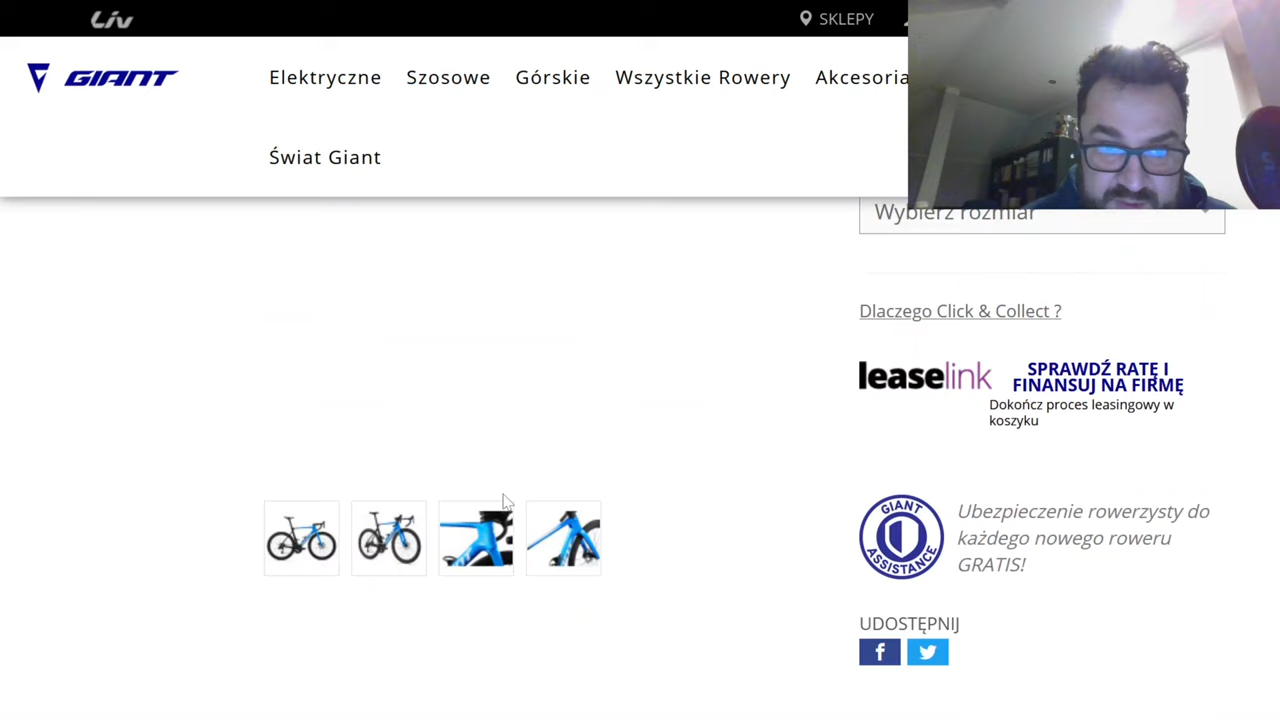 Liv
SKLEPY
GIANT
Elektryczne Szosowe Górskie Wszystkie Rowery Akcesoria
Świat Giant
Wybierz rozmiar
Dlaczego Click & Collect ?
leaselink
SPRAWDŹ RATĘ I
FINANSUJ NA FIRMĘ
Dokończ proces leasingowy w
koszyku
GIANT
ASSISTANCE
Ubezpieczenie rowerzysty do
każdego nowego roweru
GRATIS!
UDOSTĘPNIJ